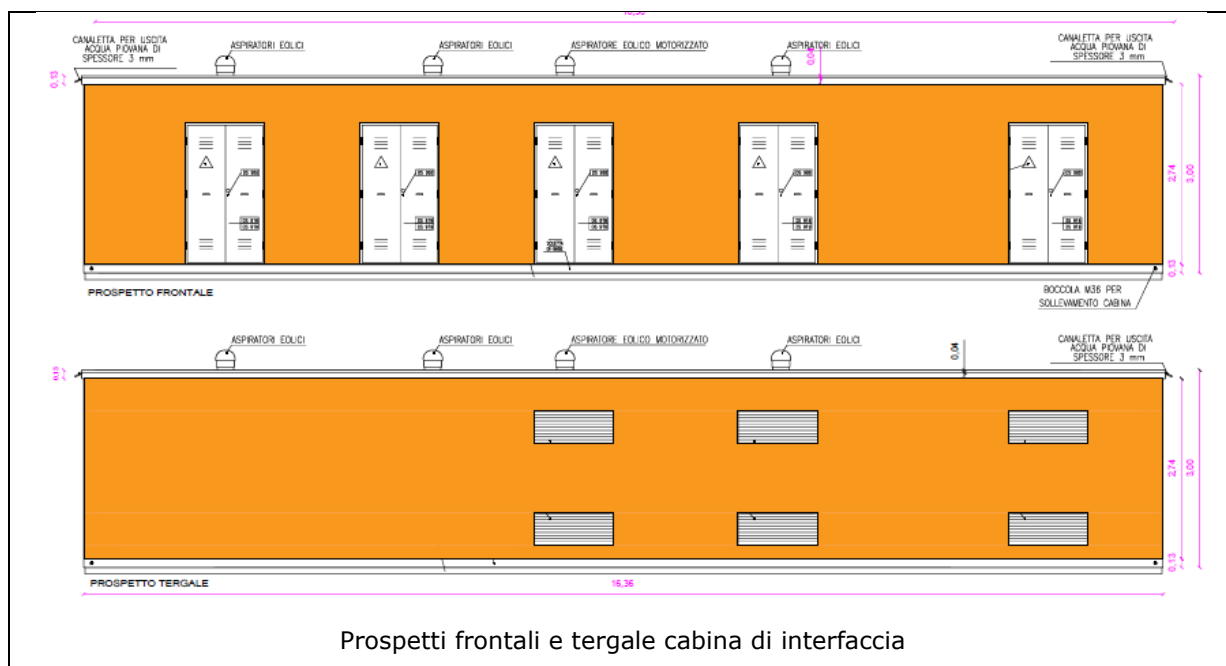 CANALETTA PER USCITA
ACQUA PIOVANA DI
SPESSORE 3 mm
ASPIRATORI EOLICI
ASPIRATORI EOLICI
ASPIRATORE EOLICO MOTORIZZATO
ASPIRATORI EOLICI
CANALETTA PER USCITA
ACQUA PIOVANA DI
SPESSORE 3 mm
0,13
0,04
2,74
3,00
0,13
PROSPETTO FRONTALE
BOCCOLA M36 PER
SOLLEVAMENTO CABINA
ASPIRATORI EOLICI
ASPIRATORI EOLICI
ASPIRATORE EOLICO MOTORIZZATO
ASPIRATORI EOLICI
CANALETTA PER USCITA
ACQUA PIOVANA DI
SPESSORE 3 mm
0,13
0,04
2,74
3,00
0,13
PROSPETTO TERGALE
16,36
Prospetti frontali e tergale cabina di interfaccia